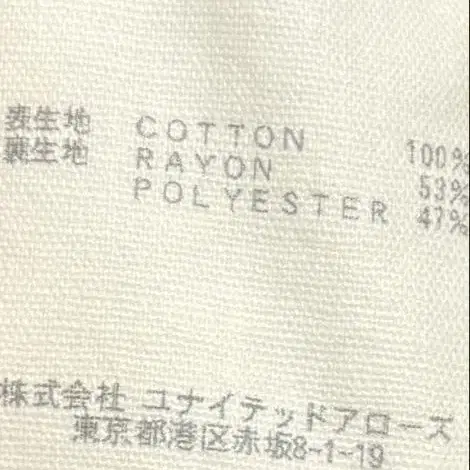 表生地 COTTON 100%
裏生地 RAYON 53%
POLYESTER 47%
株式会社 ユナイテッドアローズ
東京都港区赤坂8-1-19